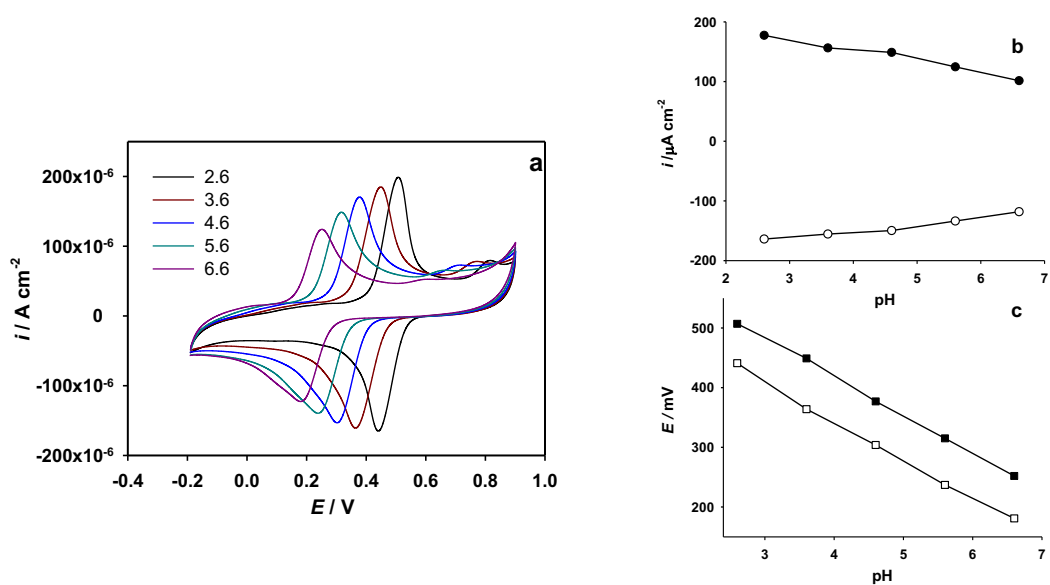 a
200x10-6
100x10-6
0
-100x10-6
-200x10-6
i / A cm-2
2.6
3.6
4.6
5.6
6.6
-0.4 -0.2 0.0 0.2 0.4 0.6 0.8 1.0
E / V
b
200
100
0
-100
-200
i /µA cm-2
2 3 4 5 6 7
pH
c
500
400
300
200
E / mV
3 4 5 6 7
pH